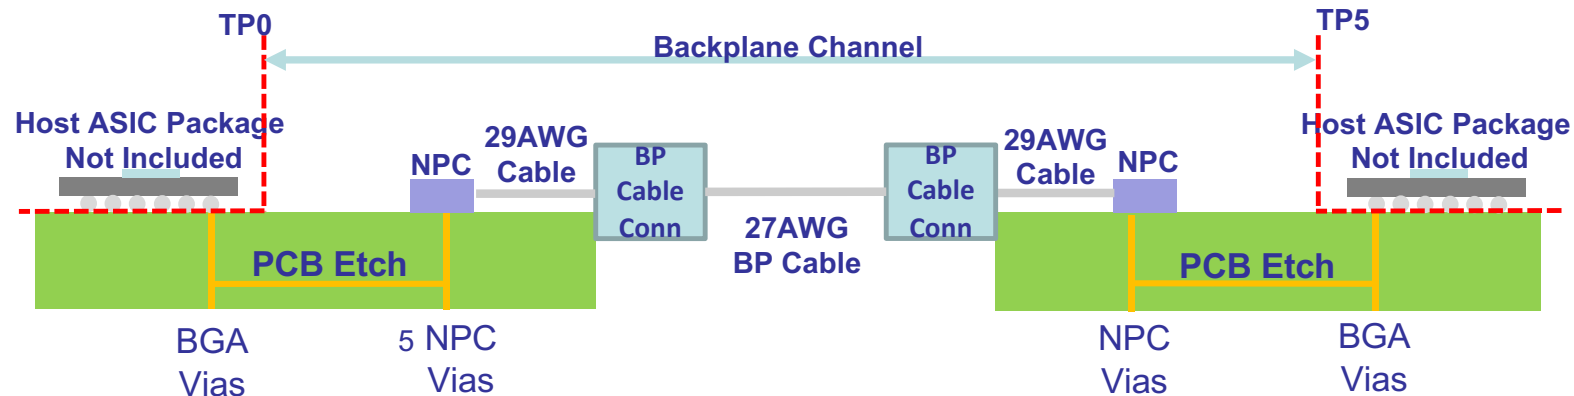 TP0
TP5
Backplane Channel
Host ASIC Package
Not Included
NPC
29AWG
Cable
BP
Cable
Conn
27AWG
BP Cable
BP
Cable
Conn
29AWG
Cable
NPC
Host ASIC Package
Not Included
PCB Etch
PCB Etch
BGA
Vias
5 NPC
Vias
NPC
Vias
BGA
Vias